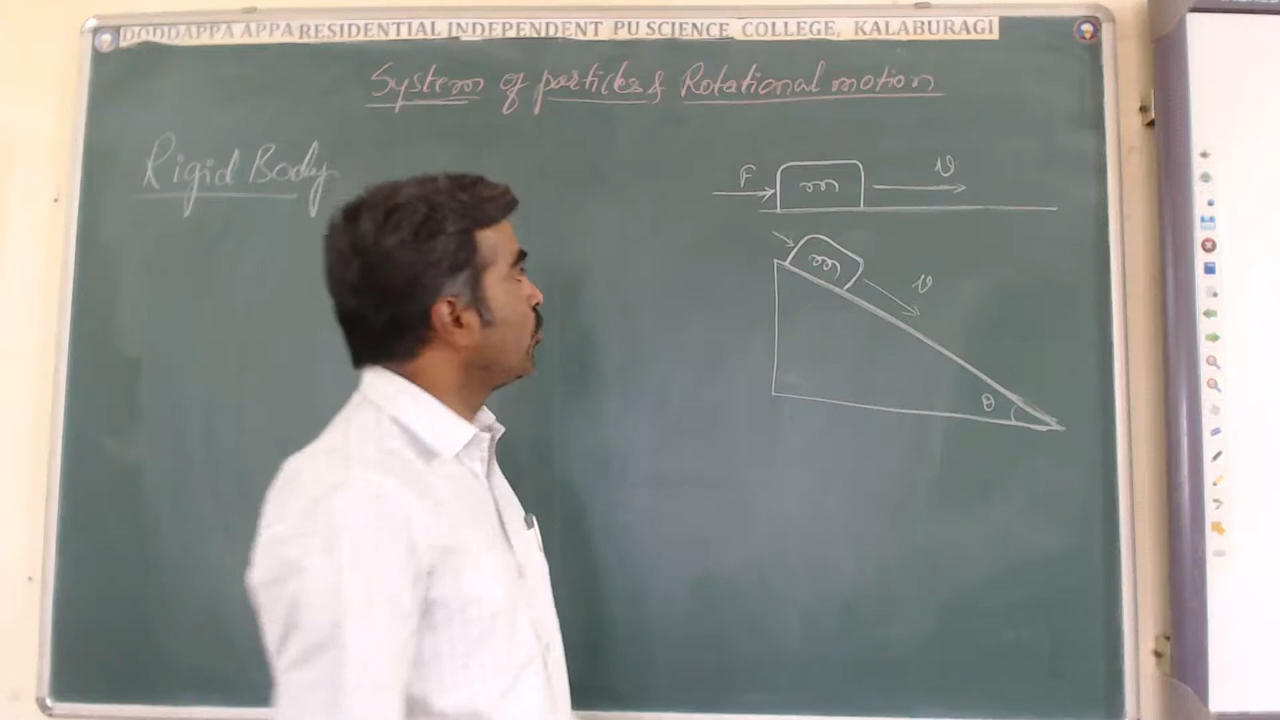 DODDAPPA APPA RESIDENTIAL INDEPENDENT PU SCIENCE COLLEGE, KALABURAGI
System of particles & Rotational motion
Rigid Body
F m v
m v
θ